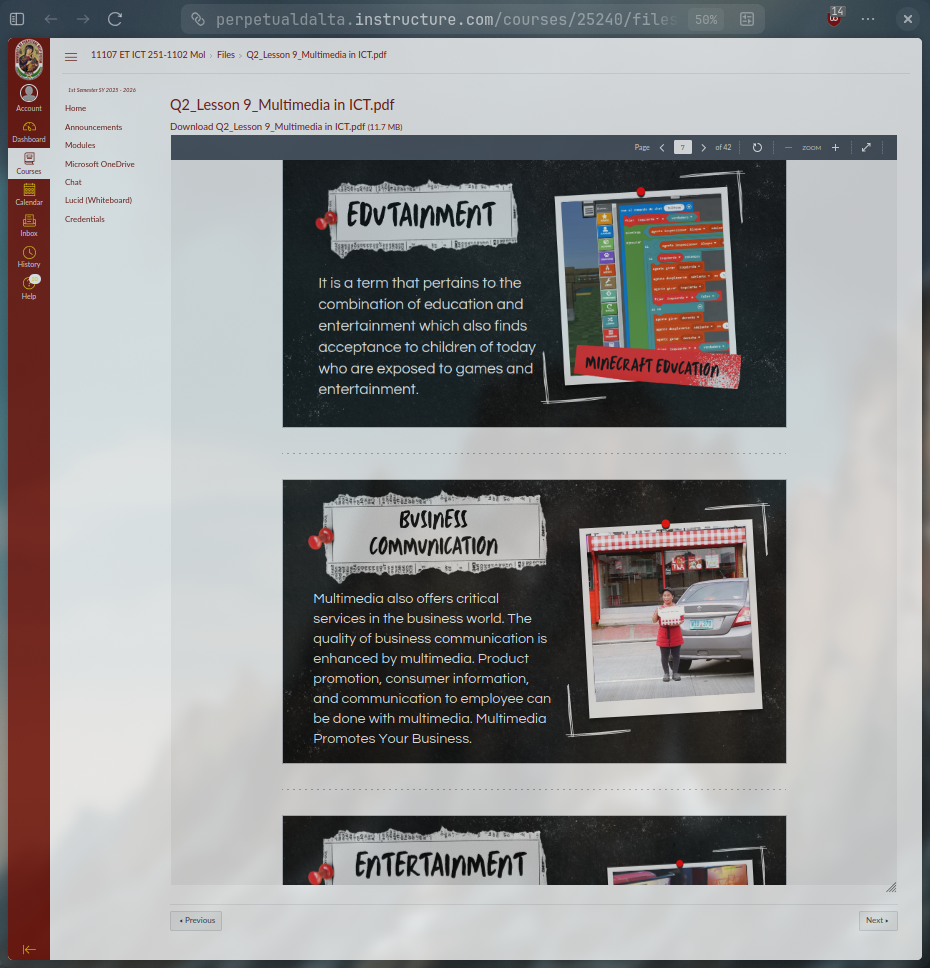 perpetualdalta.instructure.com/courses/25240/files
50%
14
11107 ET ICT 251-1102 Mol › Files › Q2_Lesson 9_Multimedia in ICT.pdf
1st Semester SY 2025 - 2026
Account
Dashboard
Courses
Calendar
Inbox
History
Help
Home
Announcements
Modules
Microsoft OneDrive
Chat
Lucid (Whiteboard)
Credentials
Q2_Lesson 9_Multimedia in ICT.pdf
Download Q2_Lesson 9_Multimedia in ICT.pdf (11.7 MB)
Page 7 of 42 ZOOM
EDUTAINMENT
It is a term that pertains to the
combination of education and
entertainment which also finds
acceptance to children of today
who are exposed to games and
entertainment.
MINECRAFT EDUCATION
BUSINESS
COMMUNICATION
Multimedia also offers critical
services in the business world. The
quality of business communication is
enhanced by multimedia. Product
promotion, consumer information,
and communication to employee can
be done with multimedia. Multimedia
Promotes Your Business.
ENTERTAINMENT
Previous
Next